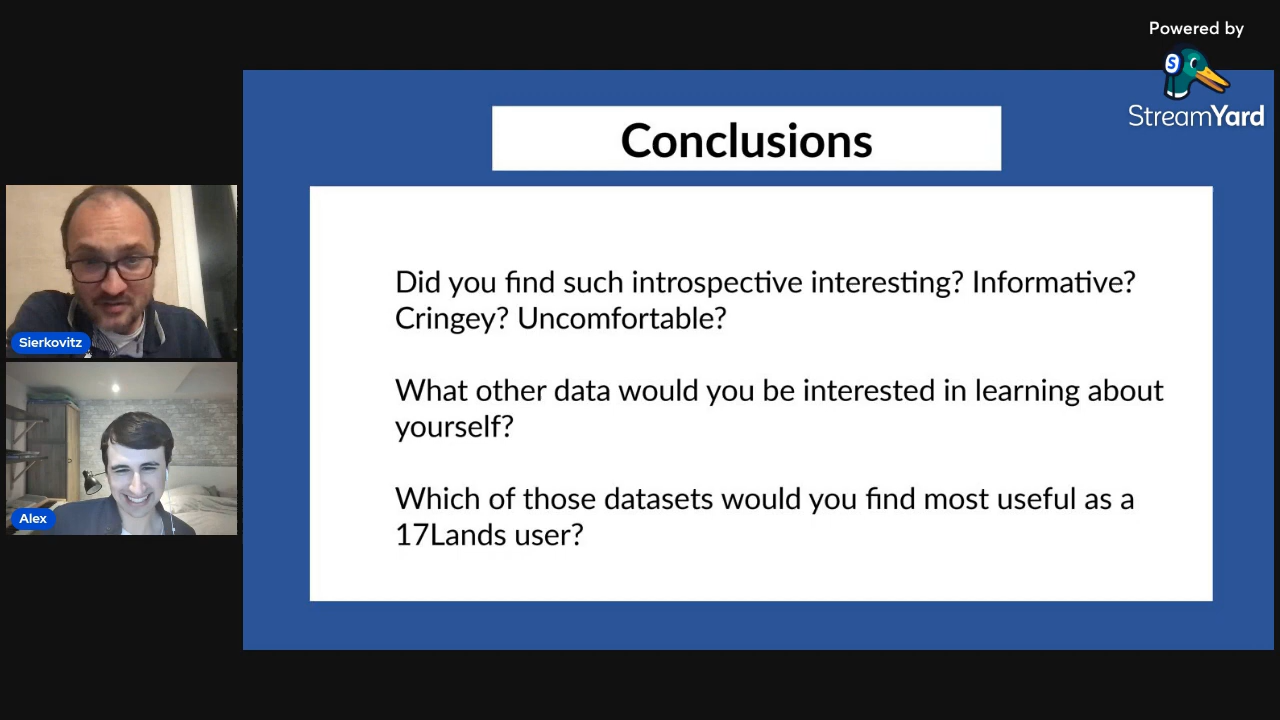 Powered by
StreamYard
Conclusions
Did you find such introspective interesting? Informative?
Cringey? Uncomfortable?
What other data would you be interested in learning about
yourself?
Which of those datasets would you find most useful as a
17Lands user?
Sierkovitz
Alex